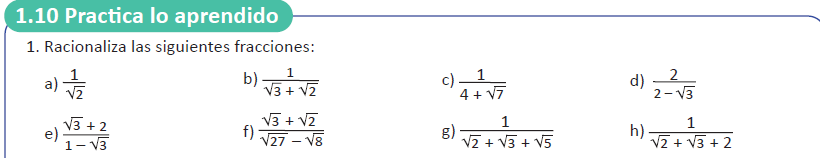 1.10 Practica lo aprendido
1. Racionaliza las siguientes fracciones:
a) 1/√2 b) 1/(√3 + √2) c) 1/(4 + √7) d) 2/(2 − √3)
e) (√3 + 2)/(1 − √3) f) (√3 + √2)/(√27 − √8) g) 1/(√2 + √3 + √5) h) 1/(√2 + √3 + 2)